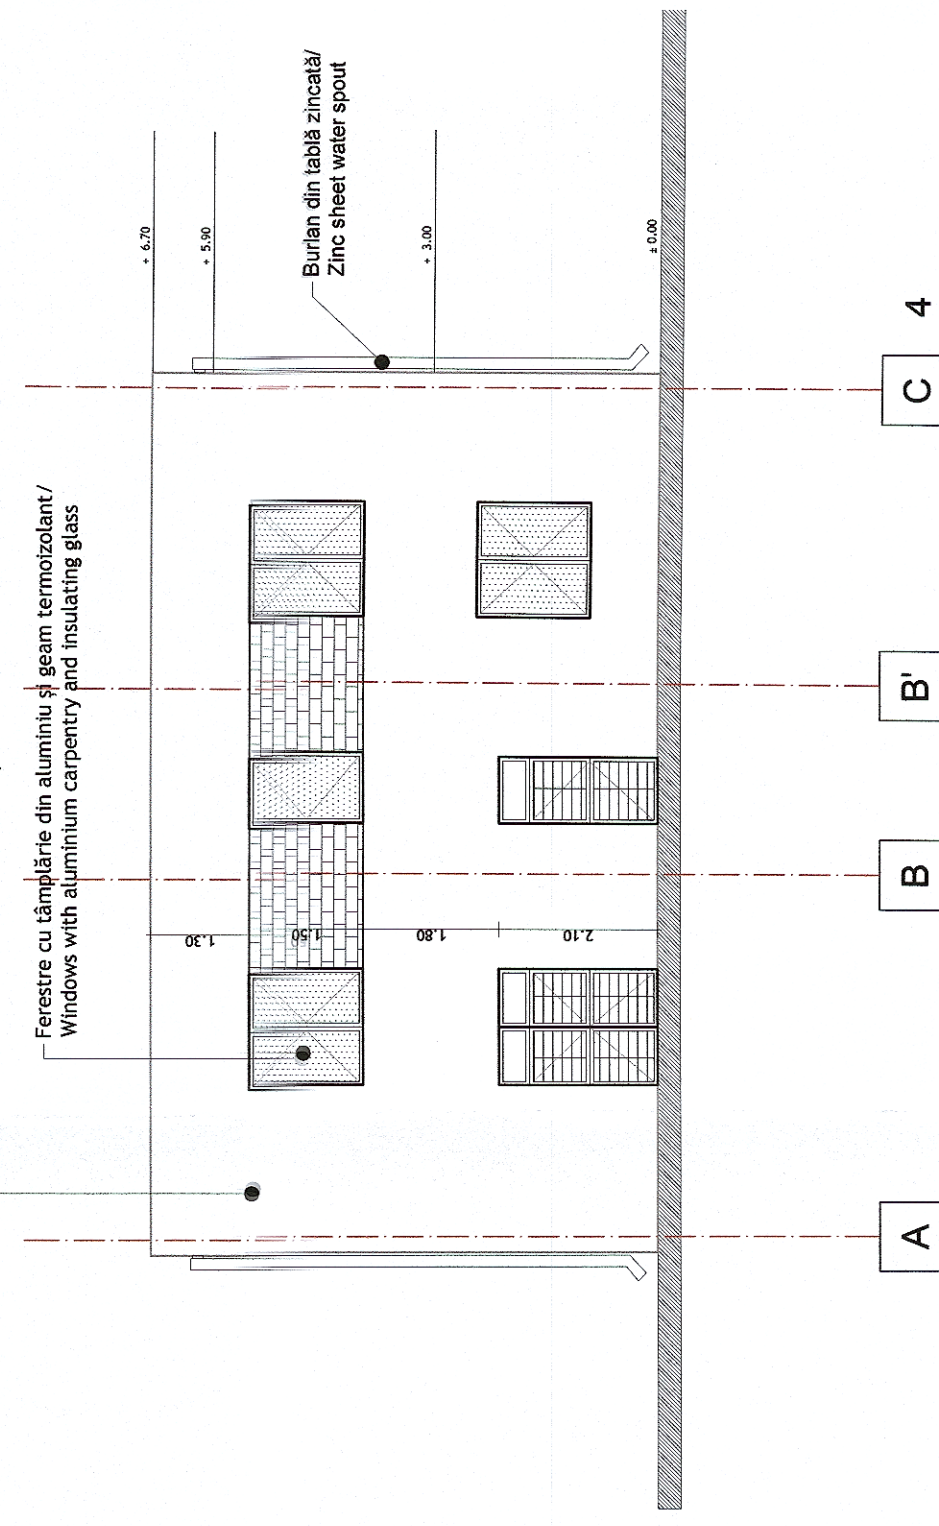 Ferestre cu tâmplărie din aluminiu și geam termoizolant/
Windows with aluminium carpentry and insulating glass
+ 6.70
+ 5.90
Burlan din tablă zincată/
Zinc sheet water spout
+ 3.00
± 0.00
1.30
1.50
1.80
2.10
A
B
B'
C
4